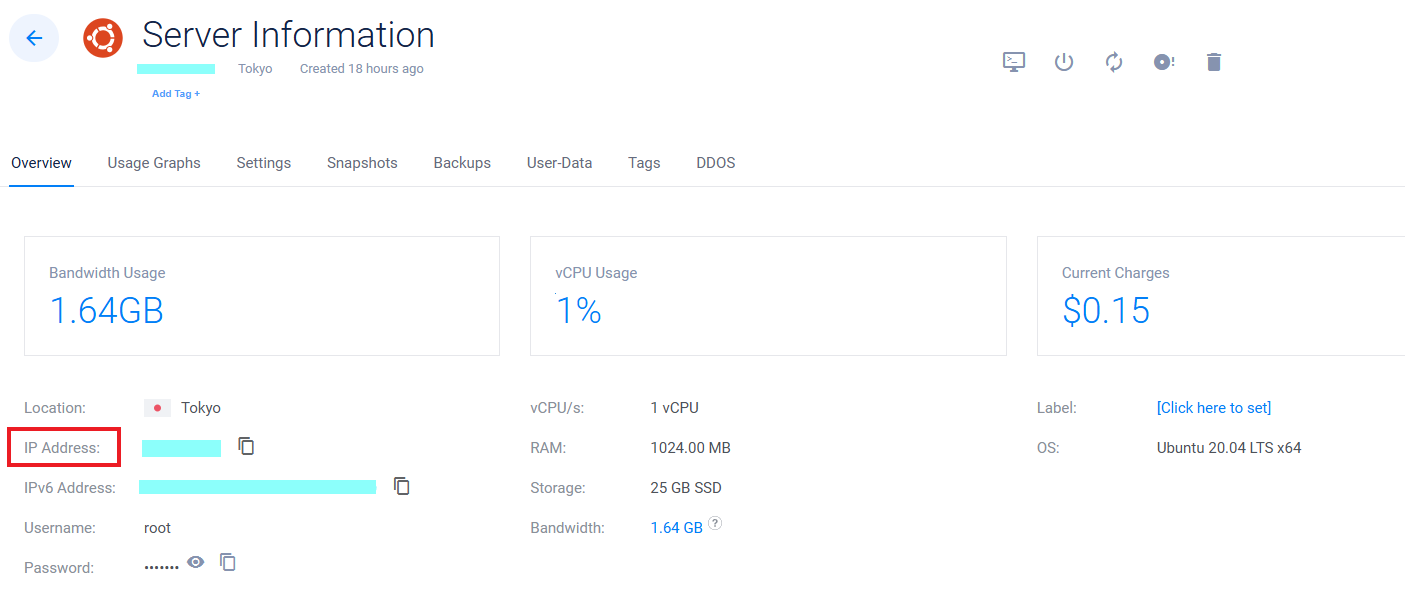 Server Information
Tokyo Created 18 hours ago
Add Tag +
Overview Usage Graphs Settings Snapshots Backups User-Data Tags DDOS
Bandwidth Usage vCPU Usage Current Charges
1.64GB 1% $0.15
Location: Tokyo vCPU/s: 1 vCPU Label: [Click here to set]
IP Address: RAM: 1024.00 MB OS: Ubuntu 20.04 LTS x64
IPv6 Address: Storage: 25 GB SSD
Username: root Bandwidth: 1.64 GB ?
Password: •••••••